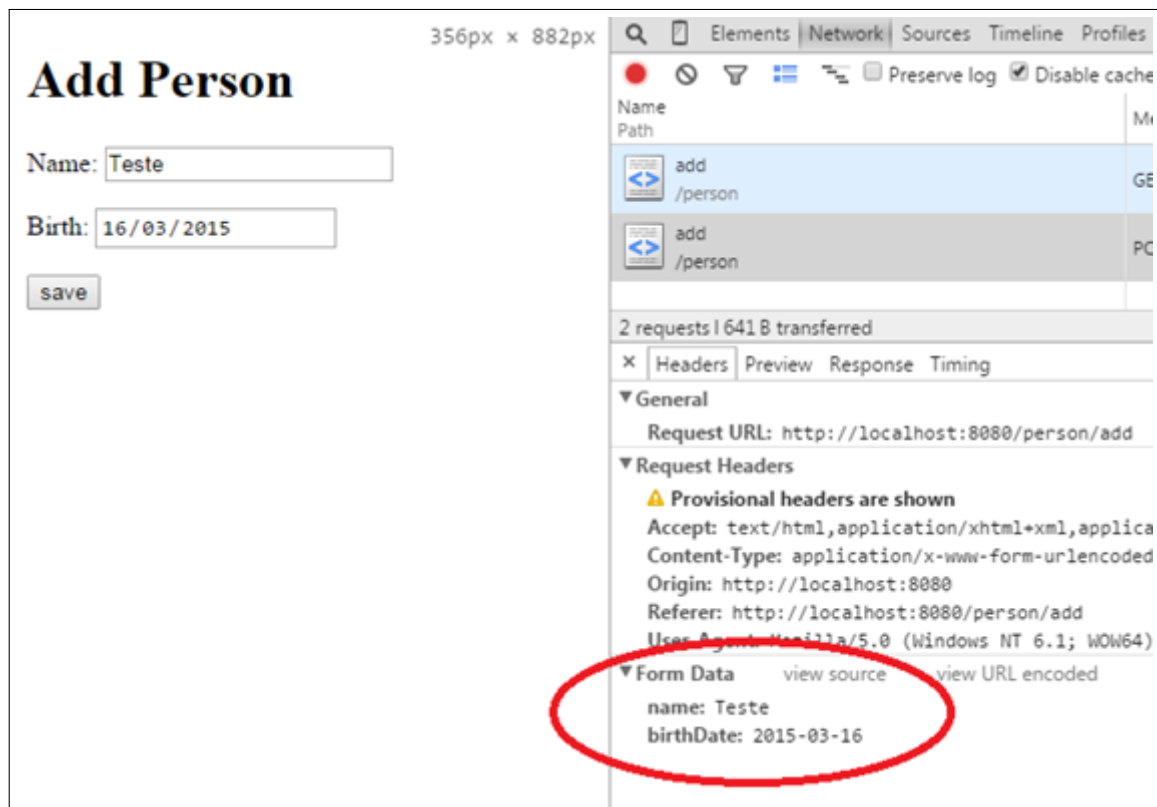 356px × 882px
Add Person
Name: Teste
Birth: 16/03/2015
save
Elements Network Sources Timeline Profiles
Preserve log Disable cache
Name
Path
Me
add
/person
GE
add
/person
PO
2 requests | 641 B transferred
× Headers Preview Response Timing
General
Request URL: http://localhost:8080/person/add
Request Headers
Provisional headers are shown
Accept: text/html,application/xhtml+xml,applica
Content-Type: application/x-www-form-urlencoded
Origin: http://localhost:8080
Referer: http://localhost:8080/person/add
User-Agent: Mozilla/5.0 (Windows NT 6.1; WOW64)
Form Data view source view URL encoded
name: Teste
birthDate: 2015-03-16